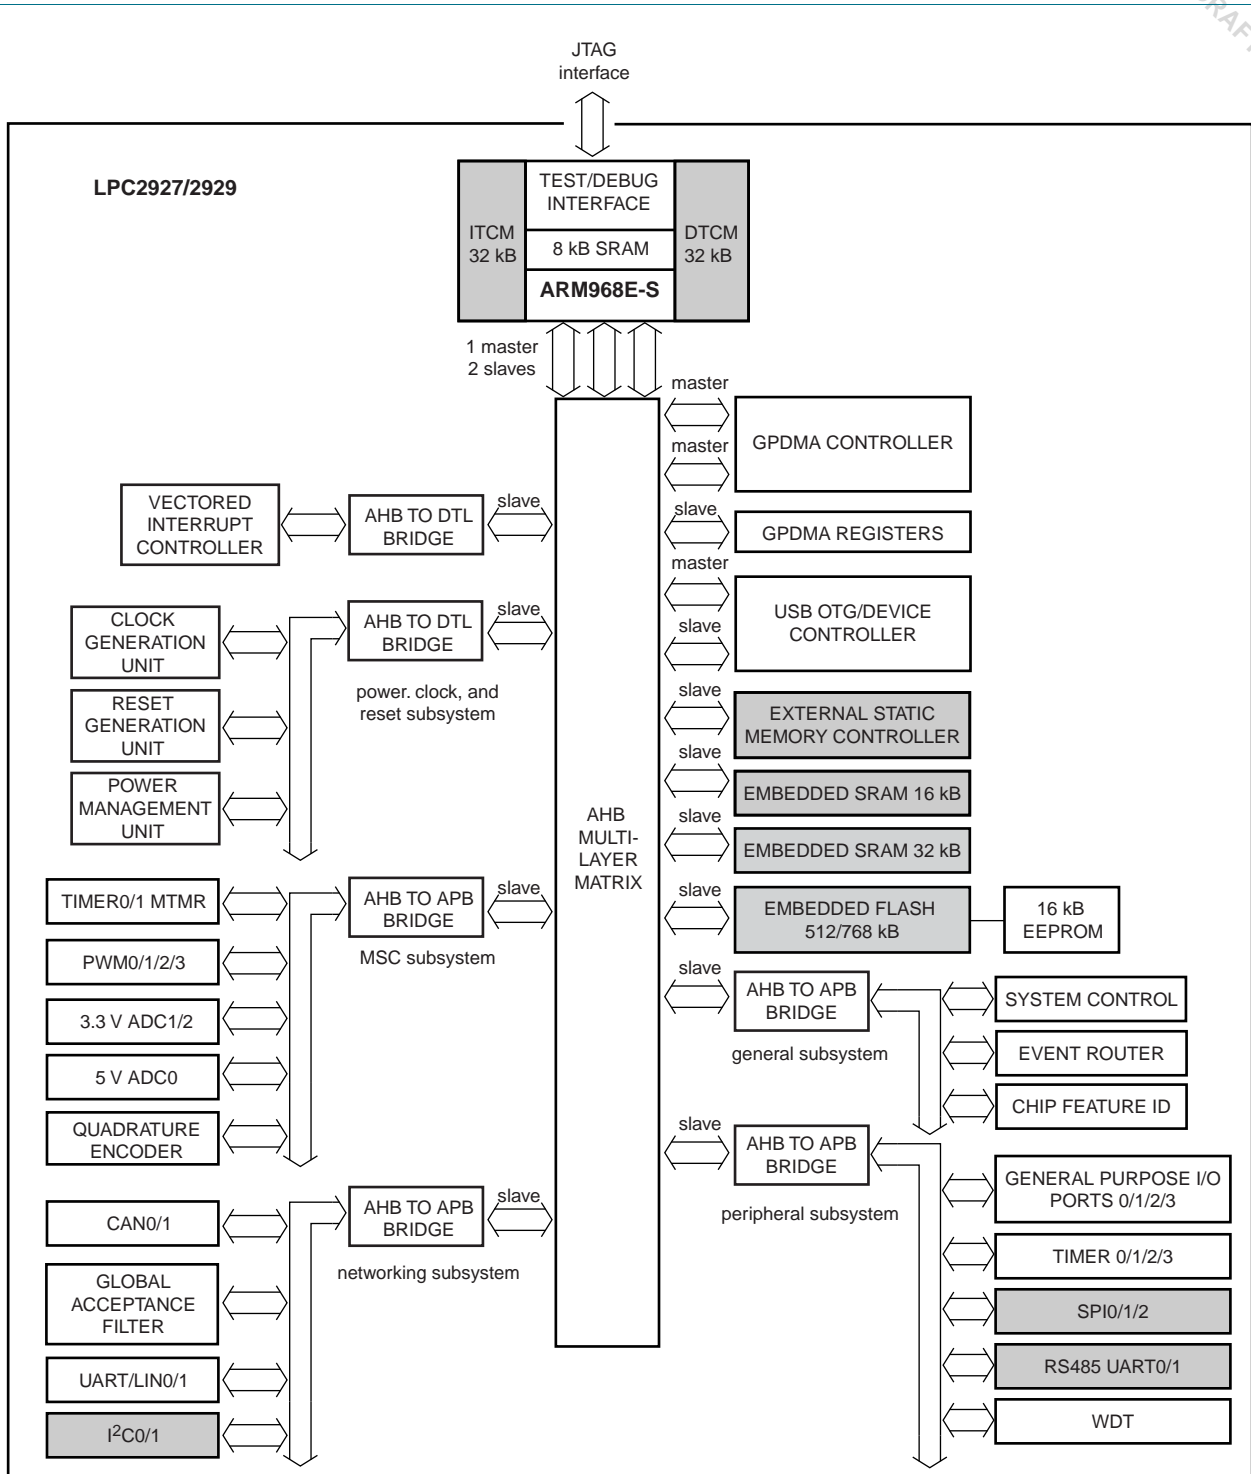 DRAFT
JTAG
interface
LPC2927/2929
ITCM
32 kB
TEST/DEBUG
INTERFACE
8 kB SRAM
ARM968E-S
DTCM
32 kB
1 master
2 slaves
master
GPDMA CONTROLLER
master
VECTORED
INTERRUPT
CONTROLLER
AHB TO DTL
BRIDGE
slave
slave
GPDMA REGISTERS
master
USB OTG/DEVICE
CONTROLLER
slave
CLOCK
GENERATION
UNIT
AHB TO DTL
BRIDGE
slave
power. clock, and
reset subsystem
RESET
GENERATION
UNIT
POWER
MANAGEMENT
UNIT
slave
EXTERNAL STATIC
MEMORY CONTROLLER
slave
EMBEDDED SRAM 16 kB
slave
EMBEDDED SRAM 32 kB
AHB
MULTI-
LAYER
MATRIX
slave
EMBEDDED FLASH
512/768 kB
16 kB
EEPROM
TIMER0/1 MTMR
AHB TO APB
BRIDGE
slave
MSC subsystem
PWM0/1/2/3
3.3 V ADC1/2
5 V ADC0
QUADRATURE
ENCODER
slave
AHB TO APB
BRIDGE
general subsystem
SYSTEM CONTROL
EVENT ROUTER
CHIP FEATURE ID
slave
AHB TO APB
BRIDGE
peripheral subsystem
GENERAL PURPOSE I/O
PORTS 0/1/2/3
TIMER 0/1/2/3
SPI0/1/2
RS485 UART0/1
WDT
CAN0/1
AHB TO APB
BRIDGE
slave
networking subsystem
GLOBAL
ACCEPTANCE
FILTER
UART/LIN0/1
I²C0/1